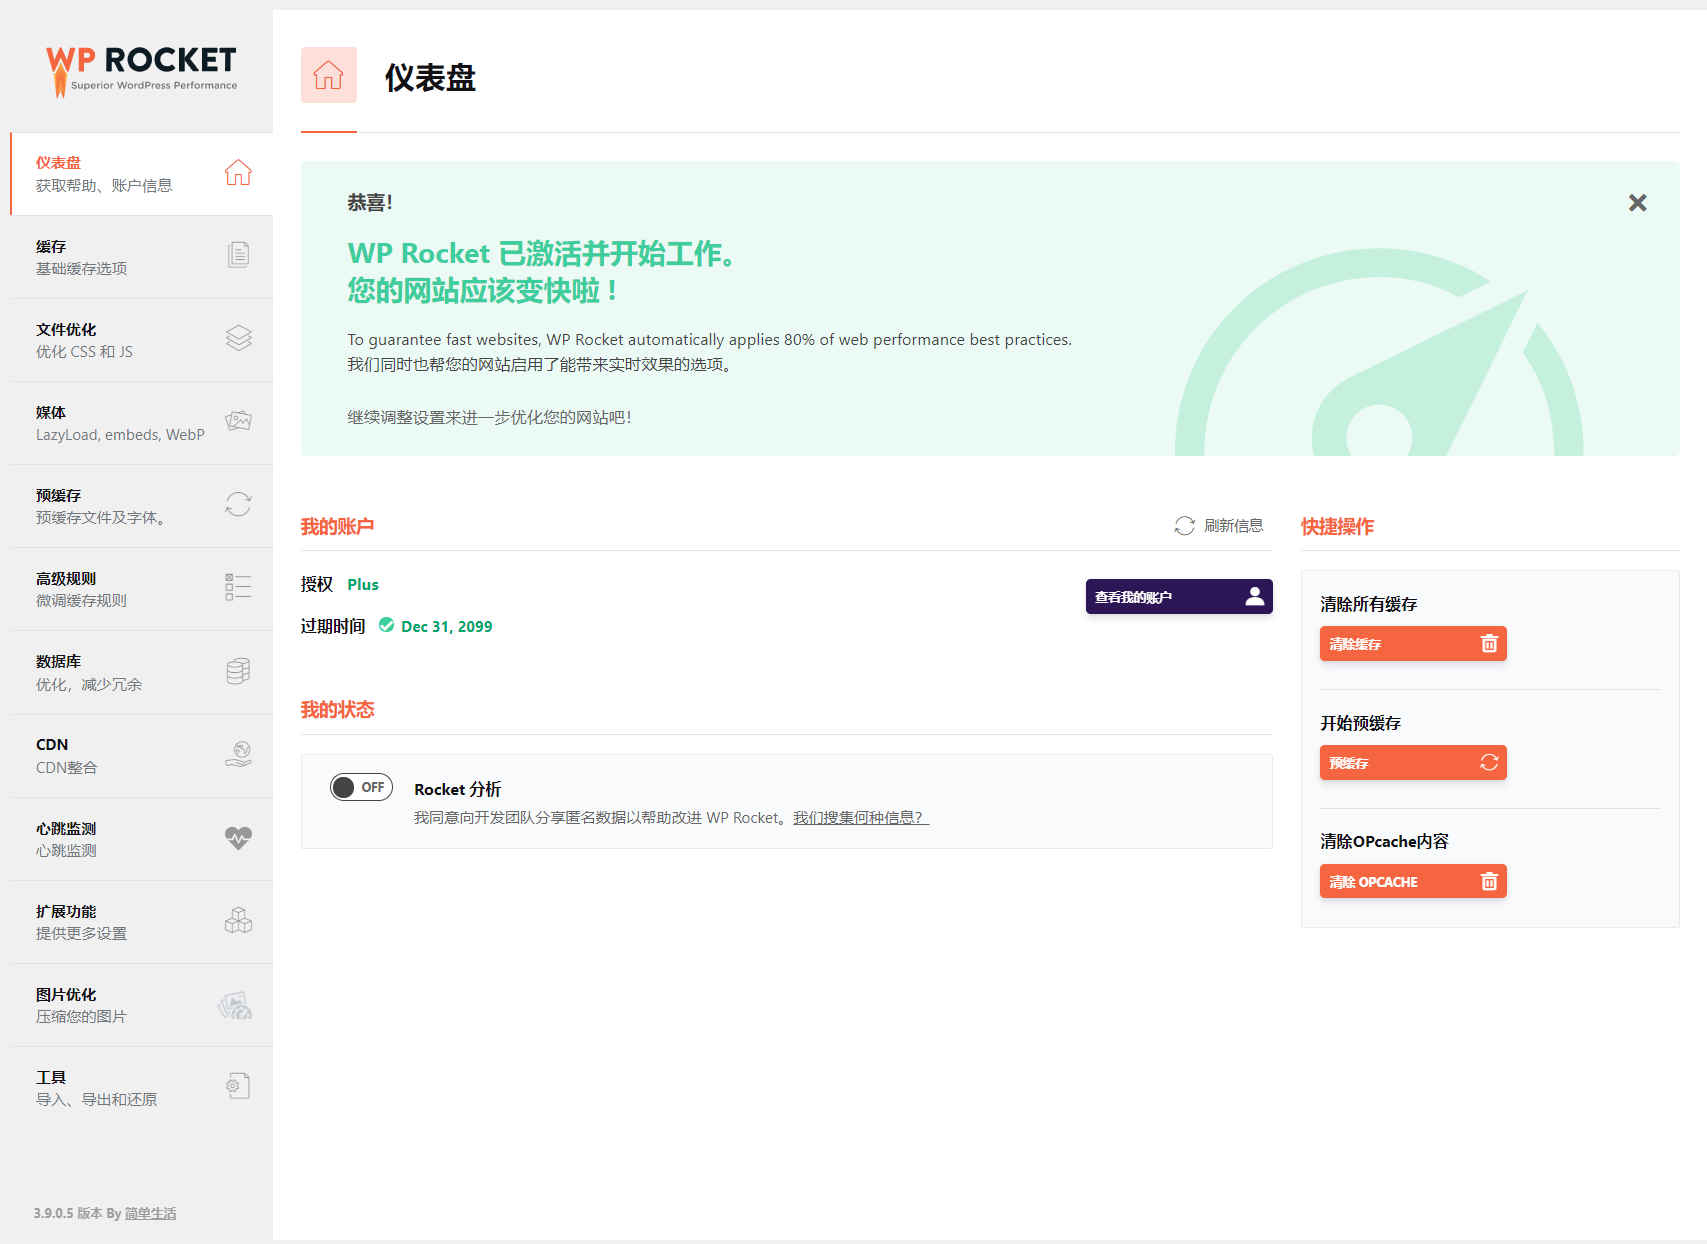 WP ROCKET
Superior WordPress Performance
仪表盘
获取帮助、账户信息
缓存
基础缓存选项
文件优化
优化 CSS 和 JS
媒体
LazyLoad, embeds, WebP
预缓存
预缓存文件及字体。
高级规则
微调缓存规则
数据库
优化，减少冗余
CDN
CDN整合
心跳监测
心跳监测
扩展功能
提供更多设置
图片优化
压缩您的图片
工具
导入、导出和还原
3.9.0.5 版本 By 简单生活
仪表盘
恭喜！
WP Rocket 已激活并开始工作。
您的网站应该变快啦！
To guarantee fast websites, WP Rocket automatically applies 80% of web performance best practices.
我们同时也帮您的网站启用了能带来实时效果的选项。
继续调整设置来进一步优化您的网站吧！
我的账户
刷新信息
授权 Plus
查看我的账户
过期时间 Dec 31, 2099
我的状态
OFF
Rocket 分析
我同意向开发团队分享匿名数据以帮助改进 WP Rocket。我们搜集何种信息？
快捷操作
清除所有缓存
清除缓存
开始预缓存
预缓存
清除OPcache内容
清除 OPCACHE